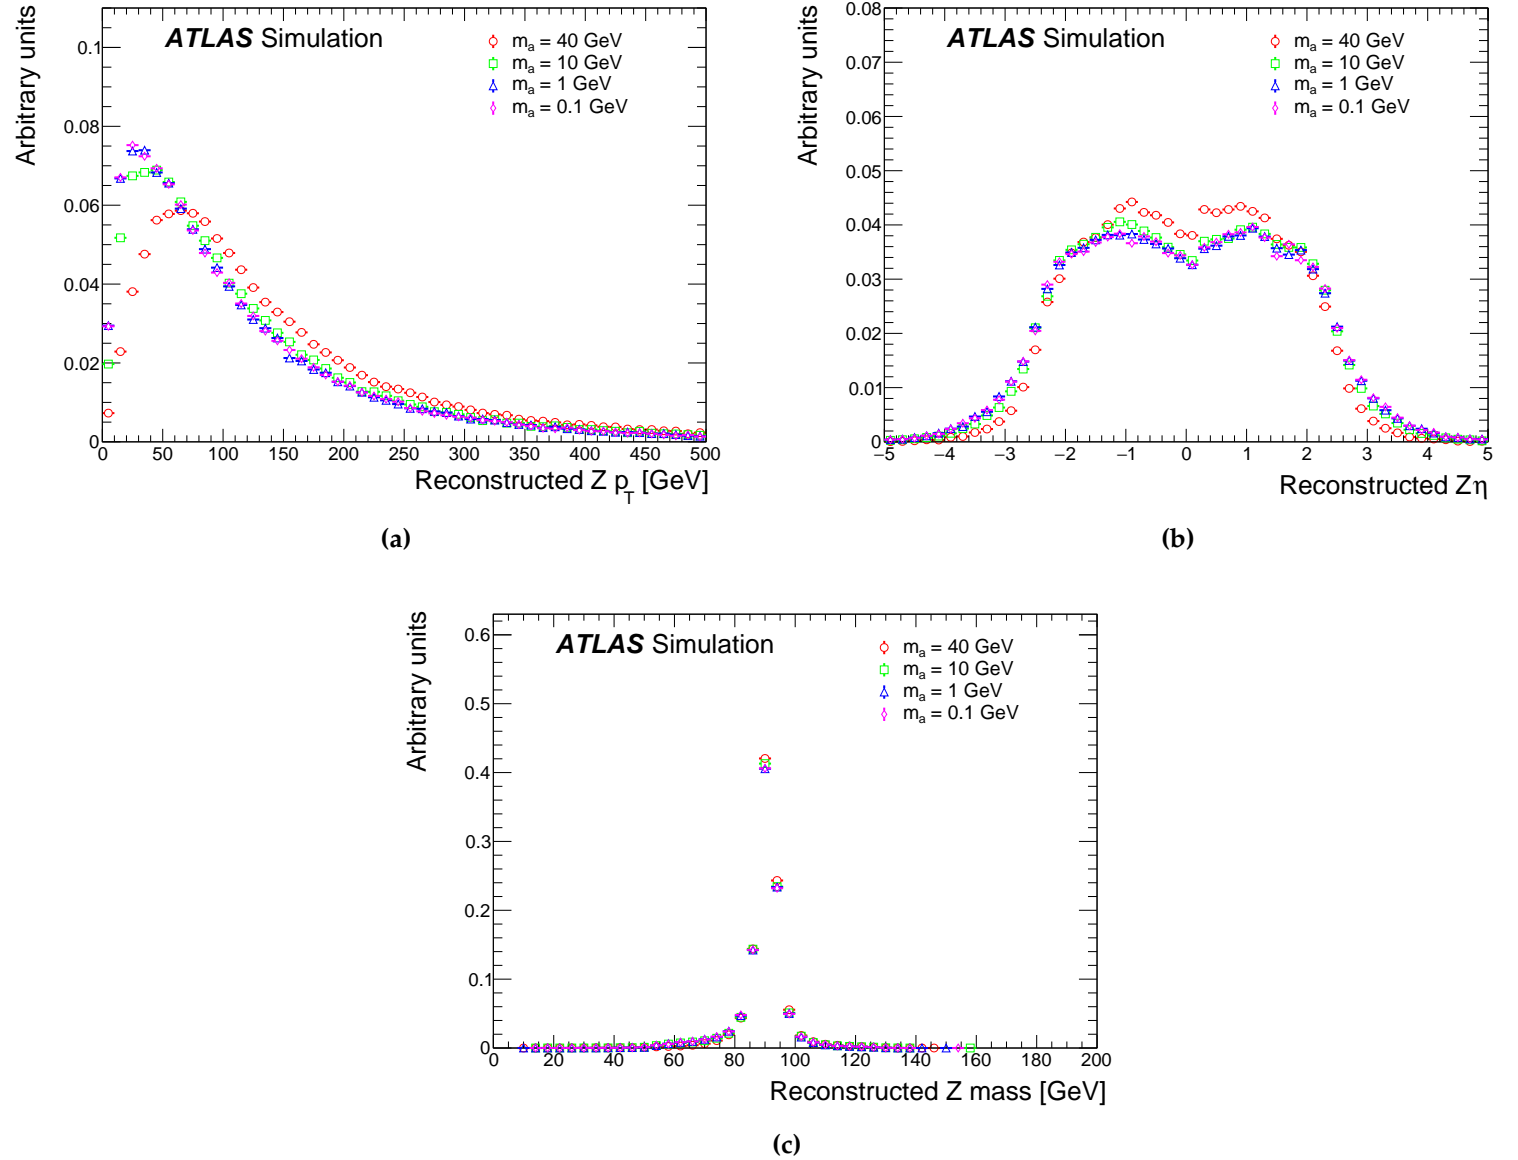 Arbitrary units
ATLAS Simulation
m_a = 40 GeV
m_a = 10 GeV
m_a = 1 GeV
m_a = 0.1 GeV
0.1
0.08
0.06
0.04
0.02
0
0 50 100 150 200 250 300 350 400 450 500
Reconstructed Z p_T [GeV]
(a)
Arbitrary units
ATLAS Simulation
m_a = 40 GeV
m_a = 10 GeV
m_a = 1 GeV
m_a = 0.1 GeV
0.08
0.07
0.06
0.05
0.04
0.03
0.02
0.01
0
−5 −4 −3 −2 −1 0 1 2 3 4 5
Reconstructed Z η
(b)
Arbitrary units
ATLAS Simulation
m_a = 40 GeV
m_a = 10 GeV
m_a = 1 GeV
m_a = 0.1 GeV
0.6
0.5
0.4
0.3
0.2
0.1
0
0 20 40 60 80 100 120 140 160 180 200
Reconstructed Z mass [GeV]
(c)